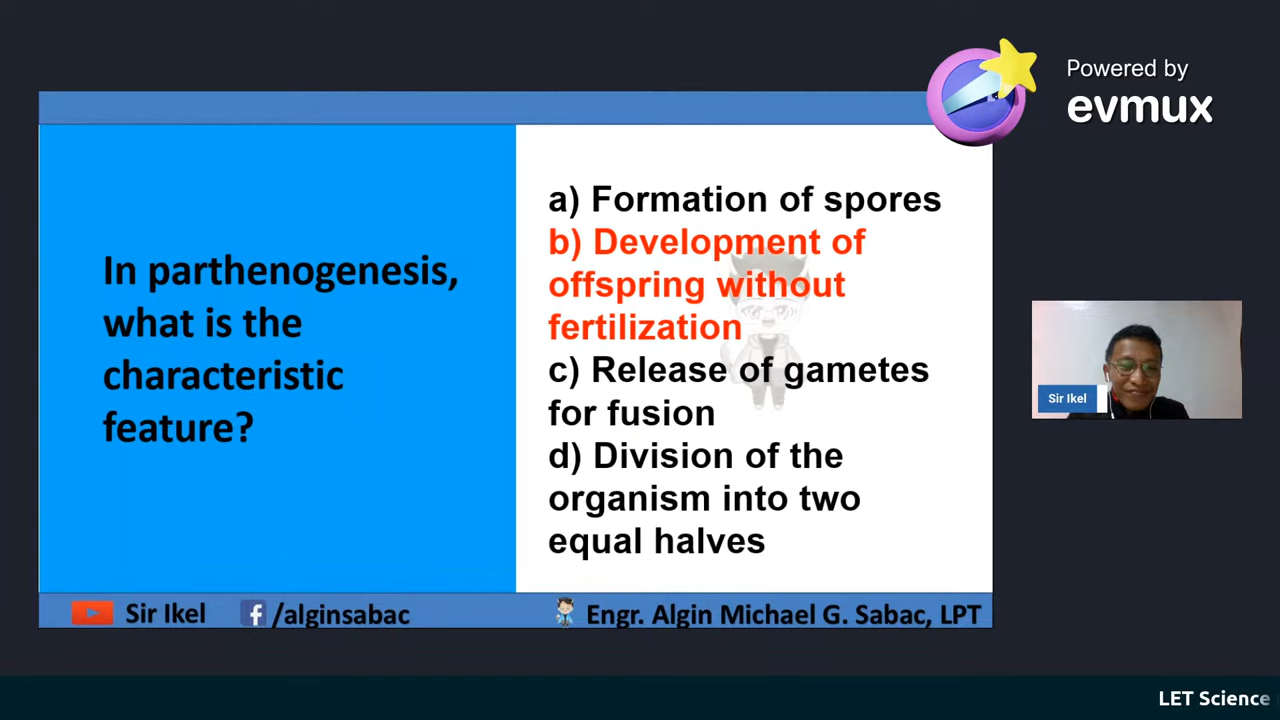 Powered by
evmux
In parthenogenesis,
what is the
characteristic
feature?
a) Formation of spores
b) Development of
offspring without
fertilization
c) Release of gametes
for fusion
d) Division of the
organism into two
equal halves
Sir Ikel
Sir Ikel
/alginsabac
Engr. Algin Michael G. Sabac, LPT
LET Science